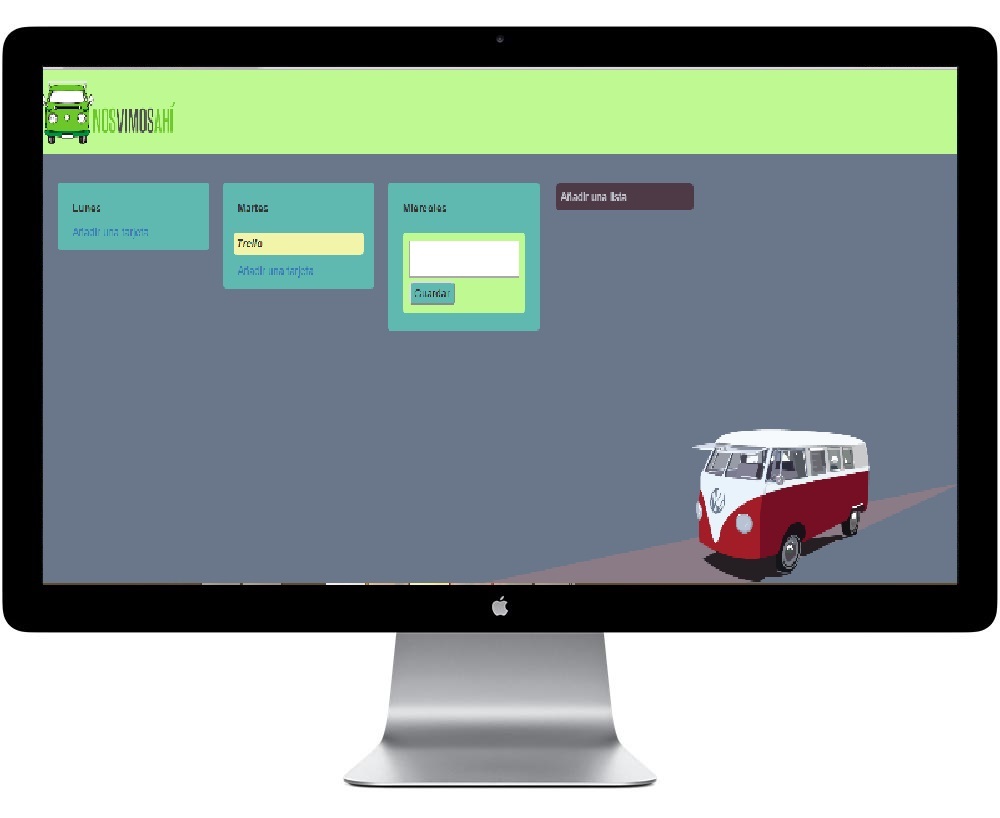 NOSVIMOSAHÍ
Lunes
Añadir una tarjeta
Martes
Trello
Añadir una tarjeta
Miercoles
Guardar
Añadir una lista